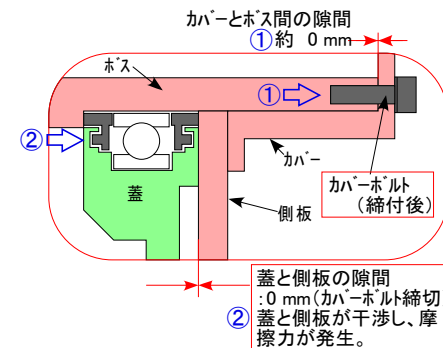 カバーとボス間の隙間
①約 0 mm
ボス
①
②
カバー
蓋
カバーボルト
(締付後)
側板
蓋と側板の隙間
:0 mm(カバーボルト締切
② 蓋と側板が干渉し、摩
擦力が発生。